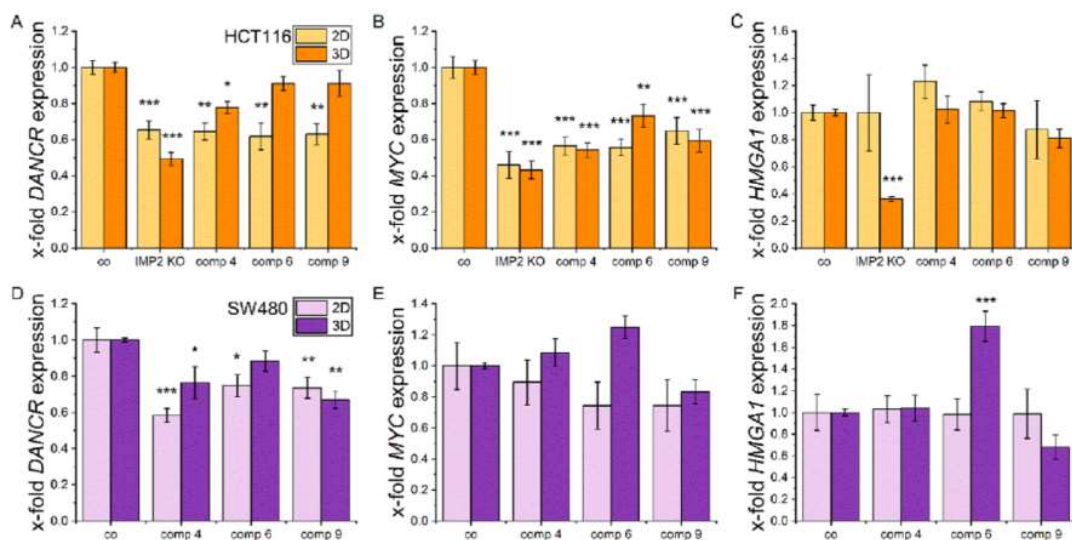 A
HCT116
2D
3D
x-fold DANCR expression
1.2
1.0
0.8
0.6
0.4
0.2
0.0
***
***
**
*
**
**
co
IMP2 KO
comp 4
comp 6
comp 9
B
x-fold MYC expression
1.2
1.0
0.8
0.6
0.4
0.2
0.0
***
***
***
***
***
**
***
***
co
IMP2 KO
comp 4
comp 6
comp 9
C
x-fold HMGA1 expression
1.6
1.4
1.2
1.0
0.8
0.6
0.4
0.2
0.0
***
co
IMP2 KO
comp 4
comp 6
comp 9
D
SW480
2D
3D
x-fold DANCR expression
1.2
1.0
0.8
0.6
0.4
0.2
0.0
***
*
*
**
**
co
comp 4
comp 6
comp 9
E
x-fold MYC expression
1.4
1.2
1.0
0.8
0.6
0.4
0.2
0.0
co
comp 4
comp 6
comp 9
F
x-fold HMGA1 expression
2.0
1.8
1.6
1.4
1.2
1.0
0.8
0.6
0.4
0.2
0.0
***
co
comp 4
comp 6
comp 9